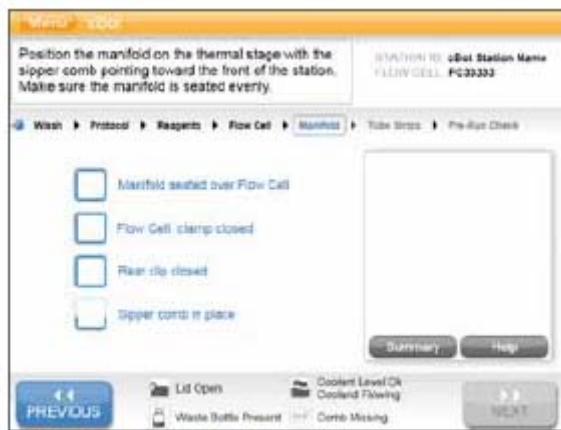 Menu cBot
Position the manifold on the thermal stage with the
sipper comb pointing toward the front of the station.
Make sure the manifold is seated evenly.
STATION ID: cBot Station Name
FLOW CELL: FC33333
Wash Protocol Reagents Flow Cell Manifold Tube Strips Pre-Run Check
Manifold seated over Flow Cell
Flow Cell clamp closed
Rear clip closed
Sipper comb in place
Summary Help
PREVIOUS
Lid Open
Waste Bottle Present
Coolant Level Ok
Coolant Flowing
Comb Missing
NEXT